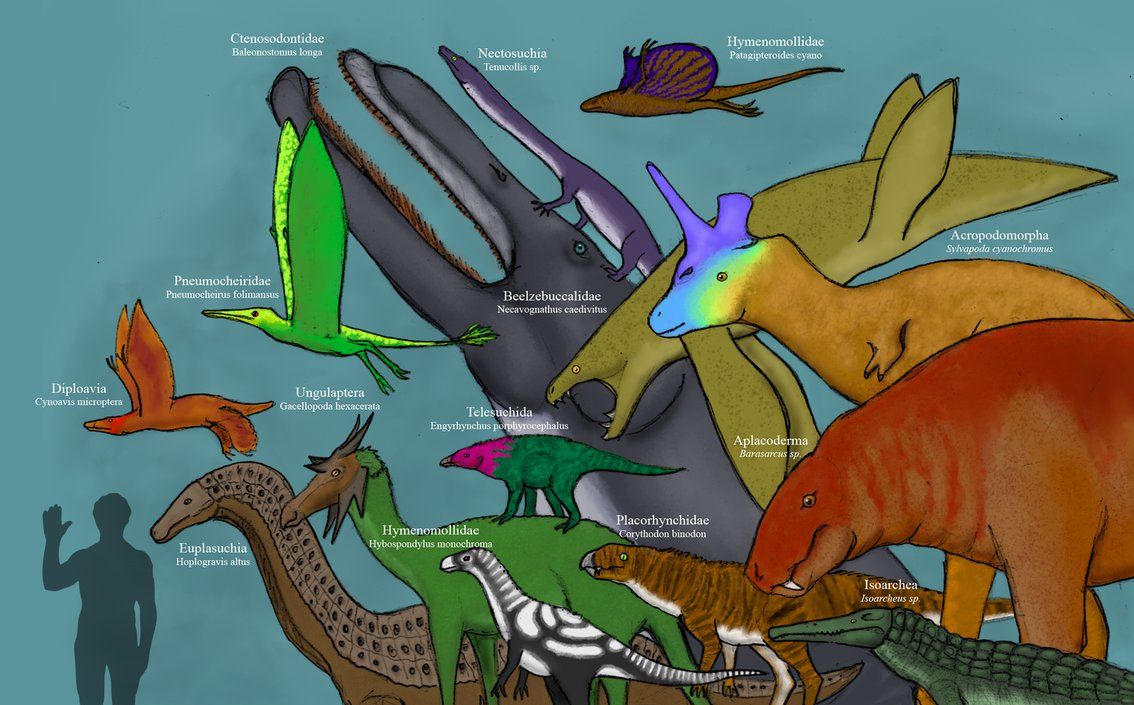 Ctenosodontidae
Baleonostomus longa
Nectosuchia
Tenucollis sp.
Hymenomollidae
Patagipteroides cyano
Acropodomorpha
Sylvapoda cyanochromus
Pneumocheiridae
Pneumocheirus folimansus
Beelzebuccalidae
Necavognathus caedivitus
Diploavia
Cynoavis microptera
Ungulaptera
Gacellopoda hexacerata
Telesuchida
Engyrhynchus porphyrocephalus
Aplacoderma
Barasarcus sp.
Euplasuchia
Hoplogravis altus
Hymenomollidae
Hybospondylus monochroma
Placorhynchidae
Corythodon binodon
Isoarchea
Isoarcheus sp.